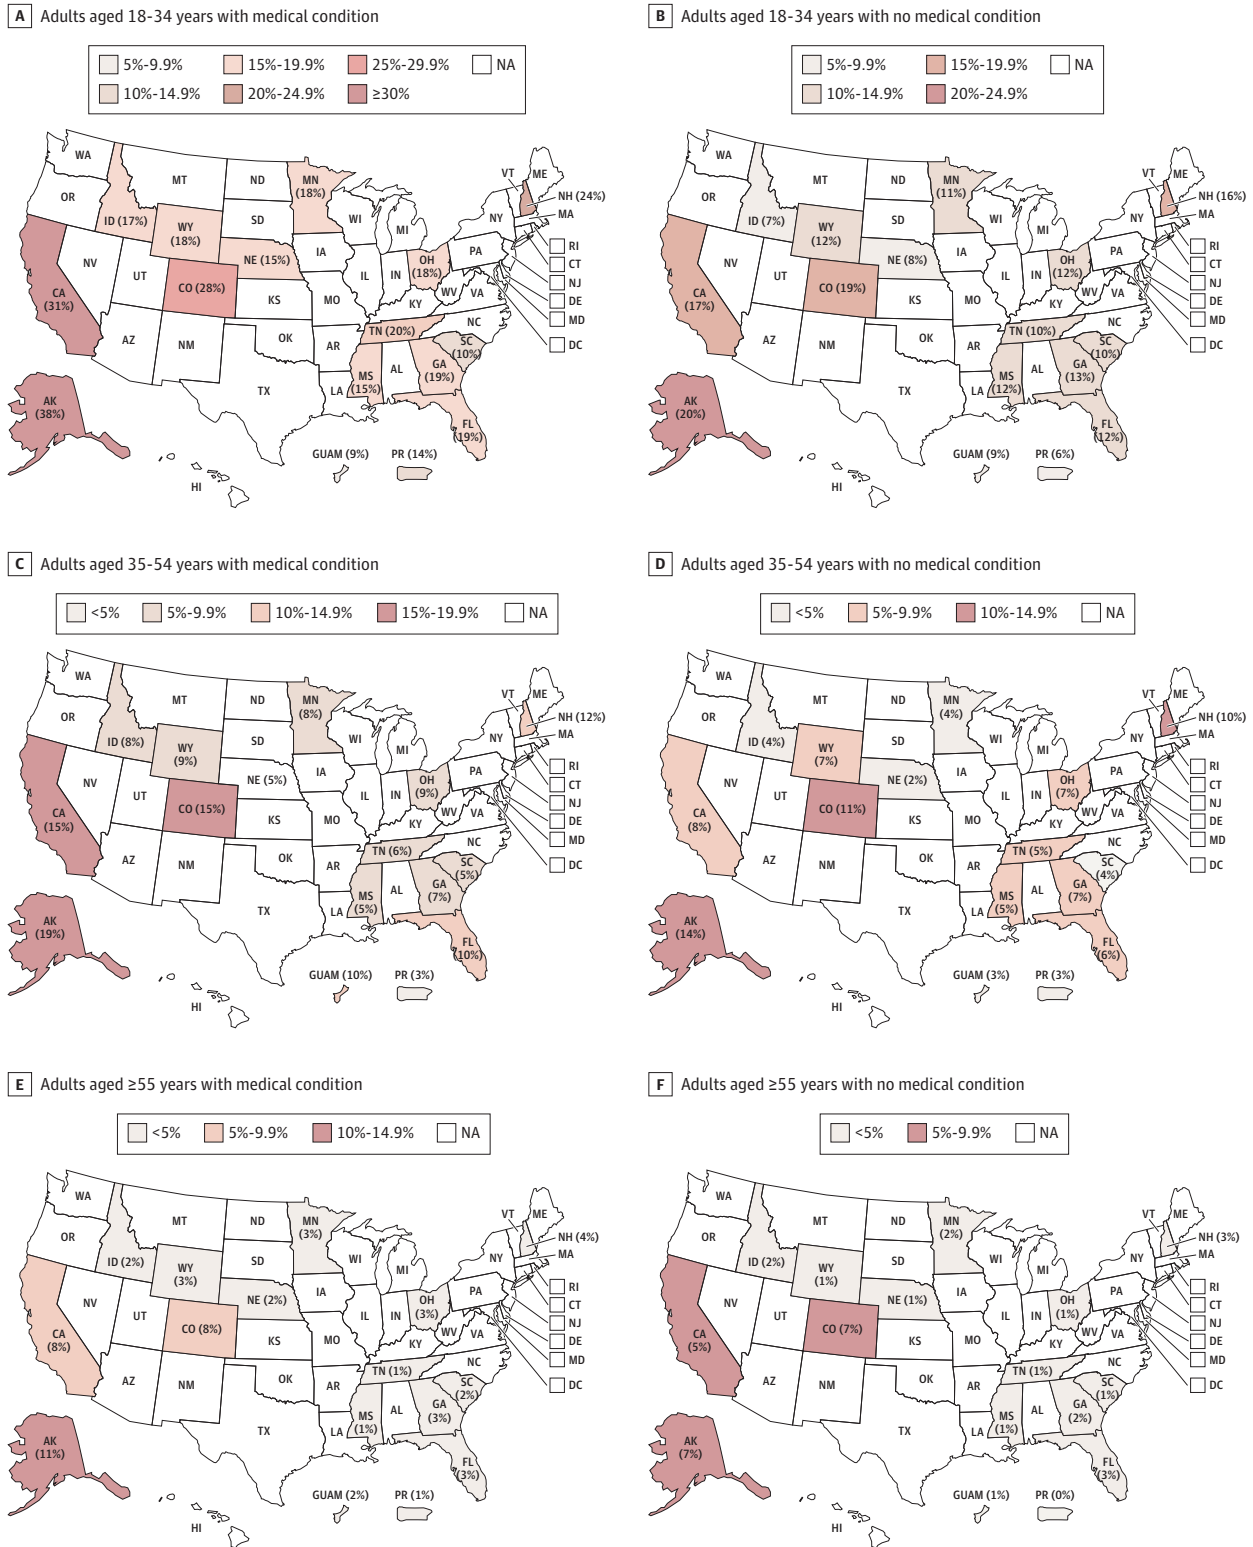 A Adults aged 18-34 years with medical condition
5%-9.9% 15%-19.9% 25%-29.9% NA
10%-14.9% 20%-24.9% ≥30%
WA
OR
ID (17%)
MT
WY
(18%)
ND
SD
NE (15%)
MN
(18%)
WI
MI
IA
IL
IN
OH
(18%)
PA
NY
VT
ME
NH (24%)
MA
RI
CT
NJ
DE
MD
DC
CA
(31%)
NV
UT
CO (28%)
KS
MO
KY
WV
VA
NC
TN (20%)
SC
(10%)
AZ
NM
OK
AR
TX
LA
MS
(15%)
AL
GA
(19%)
FL
(19%)
AK
(38%)
HI
GUAM (9%)
PR (14%)
B Adults aged 18-34 years with no medical condition
5%-9.9% 15%-19.9% NA
10%-14.9% 20%-24.9%
WA
OR
ID (7%)
MT
WY
(12%)
ND
SD
NE (8%)
MN
(11%)
WI
MI
IA
IL
IN
OH
(12%)
PA
NY
VT
ME
NH (16%)
MA
RI
CT
NJ
DE
MD
DC
CA
(17%)
NV
UT
CO (19%)
KS
MO
KY
WV
VA
NC
TN (10%)
SC
(10%)
AZ
NM
OK
AR
TX
LA
MS
(12%)
AL
GA
(13%)
FL
(12%)
AK
(20%)
HI
GUAM (9%)
PR (6%)
C Adults aged 35-54 years with medical condition
<5% 5%-9.9% 10%-14.9% 15%-19.9% NA
WA
OR
ID (8%)
MT
WY
(9%)
ND
SD
NE (5%)
MN
(8%)
WI
MI
IA
IL
IN
OH
(9%)
PA
NY
VT
ME
NH (12%)
MA
RI
CT
NJ
DE
MD
DC
CA
(15%)
NV
UT
CO (15%)
KS
MO
KY
WV
VA
NC
TN (6%)
SC
(5%)
AZ
NM
OK
AR
TX
LA
MS
(5%)
AL
GA
(7%)
FL
(10%)
AK
(19%)
HI
GUAM (10%)
PR (3%)
D Adults aged 35-54 years with no medical condition
<5% 5%-9.9% 10%-14.9% NA
WA
OR
ID (4%)
MT
WY
(7%)
ND
SD
NE (2%)
MN
(4%)
WI
MI
IA
IL
IN
OH
(7%)
PA
NY
VT
ME
NH (10%)
MA
RI
CT
NJ
DE
MD
DC
CA
(8%)
NV
UT
CO (11%)
KS
MO
KY
WV
VA
NC
TN (5%)
SC
(4%)
AZ
NM
OK
AR
TX
LA
MS
(5%)
AL
GA
(7%)
FL
(6%)
AK
(14%)
HI
GUAM (3%)
PR (3%)
E Adults aged ≥55 years with medical condition
<5% 5%-9.9% 10%-14.9% NA
WA
OR
ID (2%)
MT
WY
(3%)
ND
SD
NE (2%)
MN
(3%)
WI
MI
IA
IL
IN
OH
(3%)
PA
NY
VT
ME
NH (4%)
MA
RI
CT
NJ
DE
MD
DC
CA
(8%)
NV
UT
CO (8%)
KS
MO
KY
WV
VA
NC
TN (1%)
SC
(2%)
AZ
NM
OK
AR
TX
LA
MS
(1%)
AL
GA
(3%)
FL
(3%)
AK
(11%)
HI
GUAM (2%)
PR (1%)
F Adults aged ≥55 years with no medical condition
<5% 5%-9.9% NA
WA
OR
ID (2%)
MT
WY
(1%)
ND
SD
NE (1%)
MN
(2%)
WI
MI
IA
IL
IN
OH
(1%)
PA
NY
VT
ME
NH (3%)
MA
RI
CT
NJ
DE
MD
DC
CA
(5%)
NV
UT
CO (7%)
KS
MO
KY
WV
VA
NC
TN (1%)
SC
(1%)
AZ
NM
OK
AR
TX
LA
MS
(1%)
AL
GA
(2%)
FL
(3%)
AK
(7%)
HI
GUAM (1%)
PR (0%)